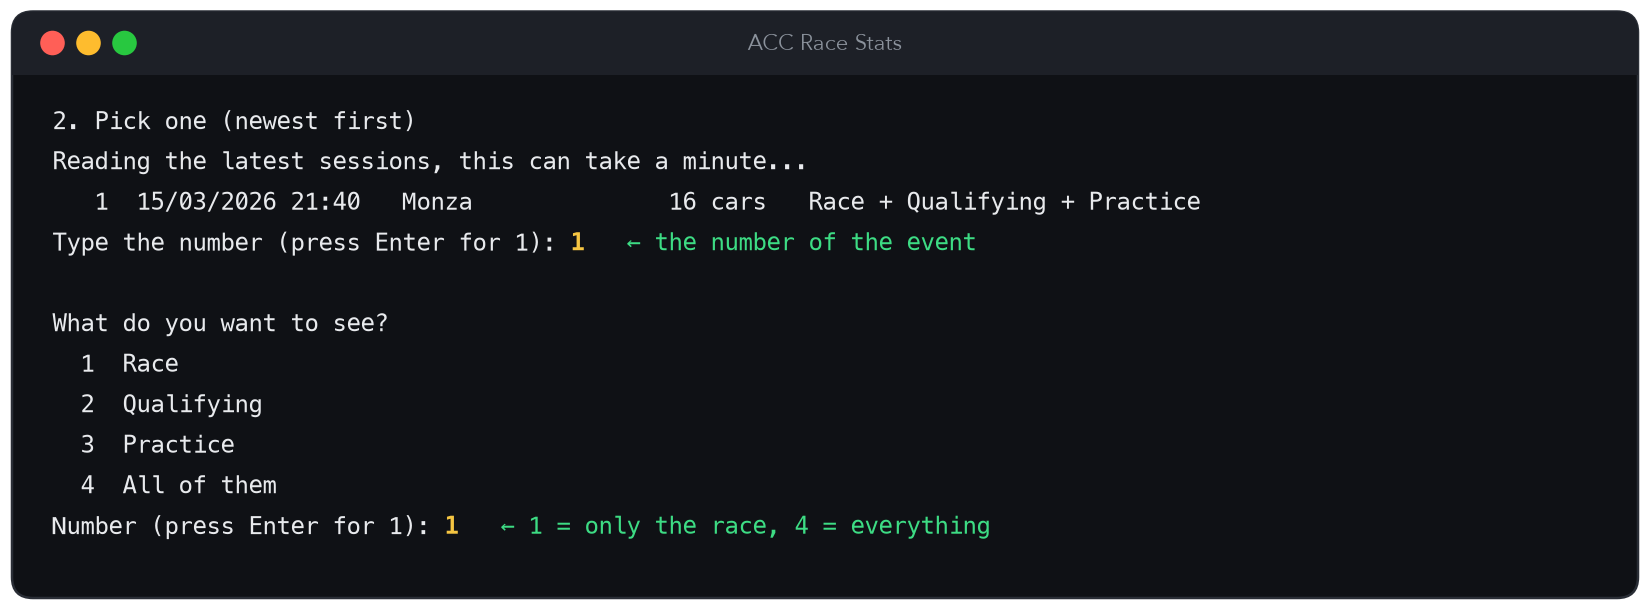 ACC Race Stats
2. Pick one (newest first)
Reading the latest sessions, this can take a minute...
1  15/03/2026 21:40   Monza              16 cars   Race + Qualifying + Practice
Type the number (press Enter for 1): 1   ← the number of the event
What do you want to see?
1  Race
2  Qualifying
3  Practice
4  All of them
Number (press Enter for 1): 1   ← 1 = only the race, 4 = everything